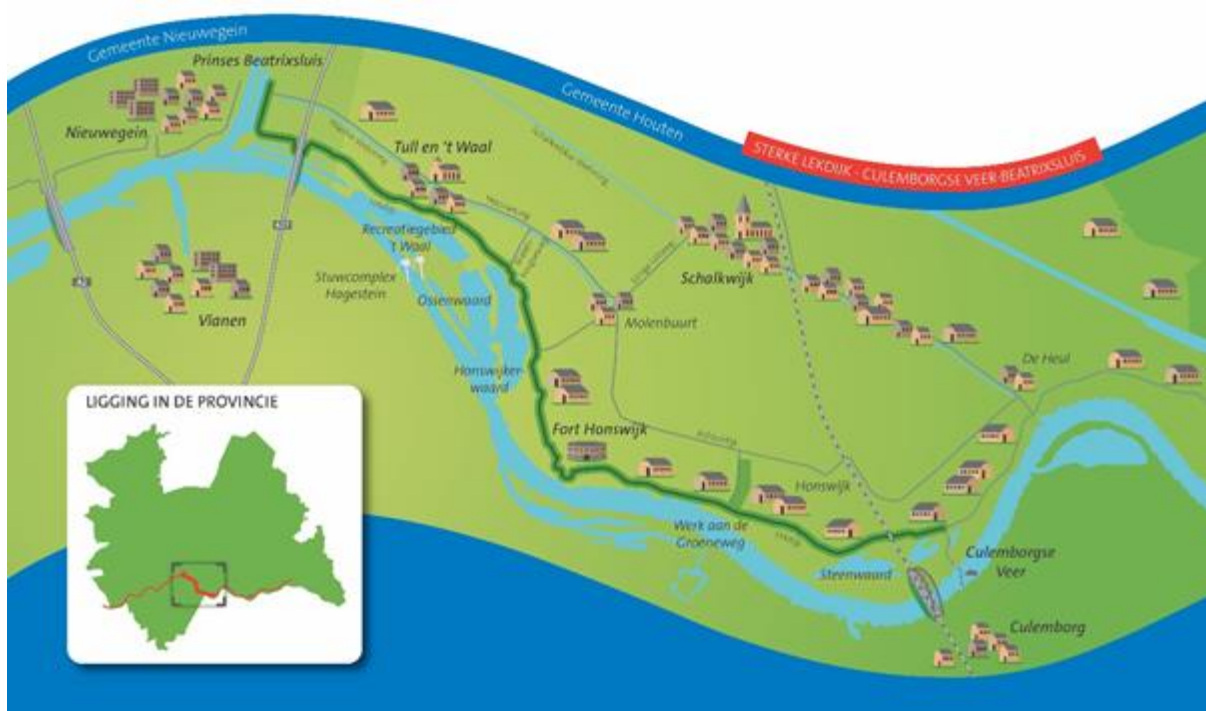 Gemeente Nieuwegein
Prinses Beatrixsluis
Nieuwegein
Gemeente Houten
STERKE LEKDIJK - CULEMBORGSE VEER-BEATRIXSLUIS
Tull en 't Waal
Recreatiegebied
't Waal
Schalkwijk
Stuwcomplex
Hagestein
Ossenwaard
Vianen
Molenbuurt
Honswijker-
waard
De Heul
LIGGING IN DE PROVINCIE
Fort Honswijk
Honswijk
Werk aan de
Groeneweg
Steenwaard
Culemborgse
Veer
Culemborg